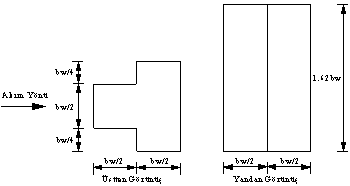 bw/4
Akım Yönü
bw/2
bw/4
1.62bw
bw/2
bw/2
bw/2
bw/2
Üstten Görünüş
Yandan Görünüş